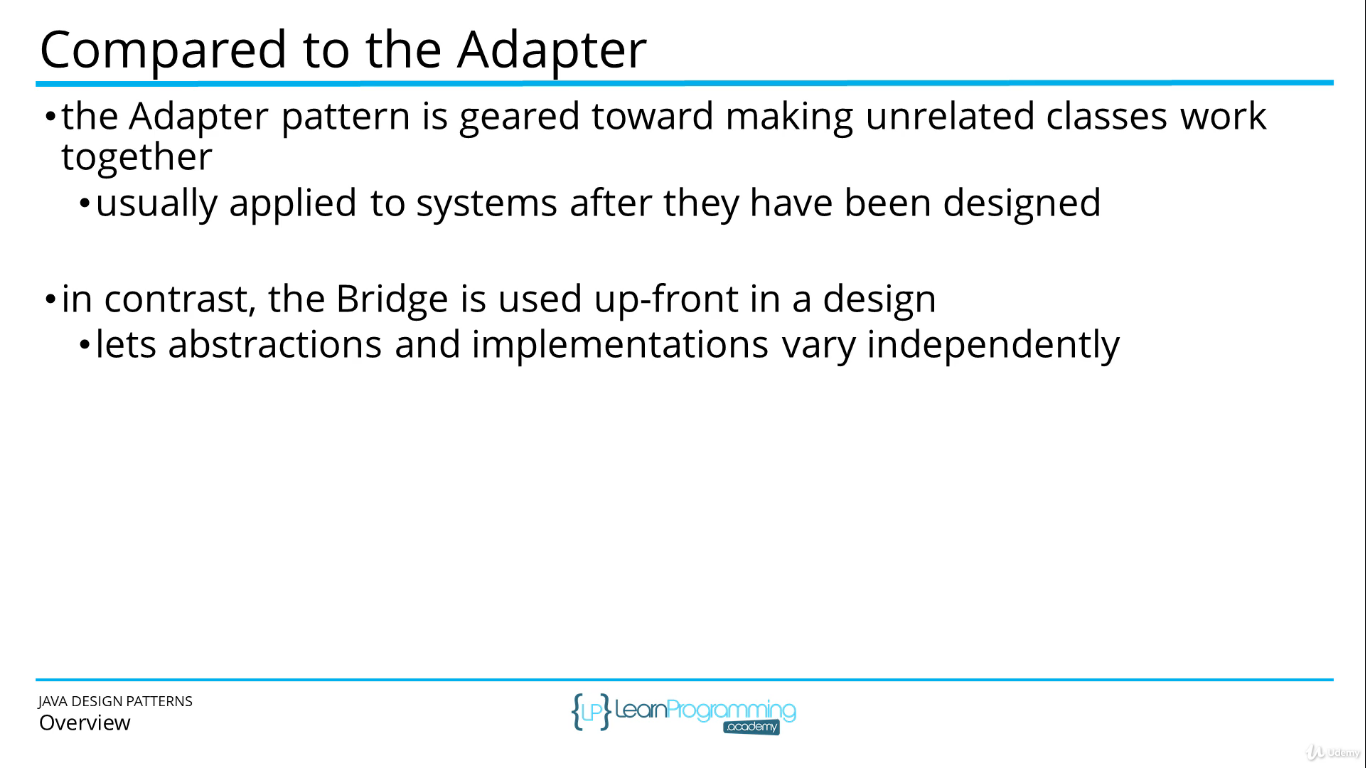 Compared to the Adapter
•the Adapter pattern is geared toward making unrelated classes work
together
•usually applied to systems after they have been designed
•in contrast, the Bridge is used up-front in a design
•lets abstractions and implementations vary independently
JAVA DESIGN PATTERNS
Overview
{LP} LearnProgramming
.academy
Udemy